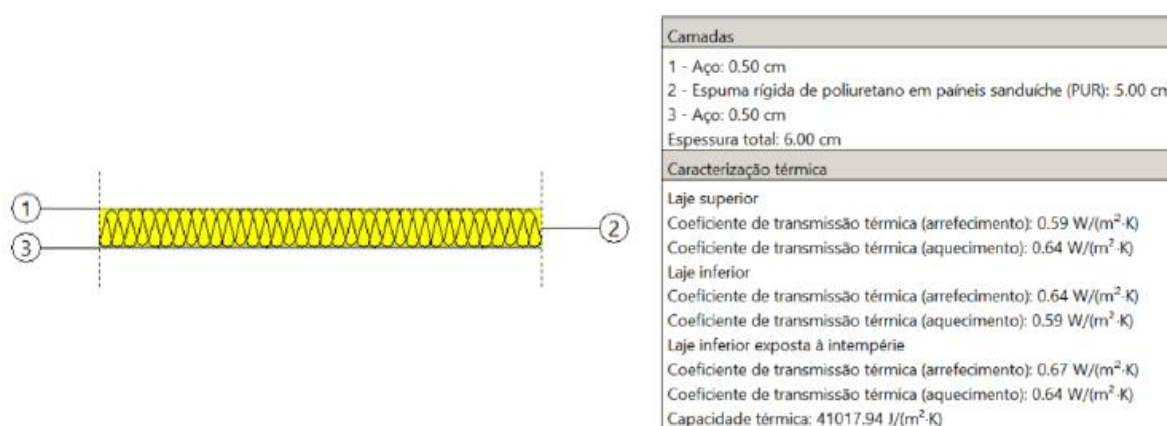 1
3
2
Camadas
1 - Aço: 0.50 cm
2 - Espuma rígida de poliuretano em paíneis sanduíche (PUR): 5.00 cm
3 - Aço: 0.50 cm
Espessura total: 6.00 cm
Caracterização térmica
Laje superior
Coeficiente de transmissão térmica (arrefecimento): 0.59 W/(m²·K)
Coeficiente de transmissão térmica (aquecimento): 0.64 W/(m²·K)
Laje inferior
Coeficiente de transmissão térmica (arrefecimento): 0.64 W/(m²·K)
Coeficiente de transmissão térmica (aquecimento): 0.59 W/(m²·K)
Laje inferior exposta à intempérie
Coeficiente de transmissão térmica (arrefecimento): 0.67 W/(m²·K)
Coeficiente de transmissão térmica (aquecimento): 0.64 W/(m²·K)
Capacidade térmica: 41017.94 J/(m²·K)